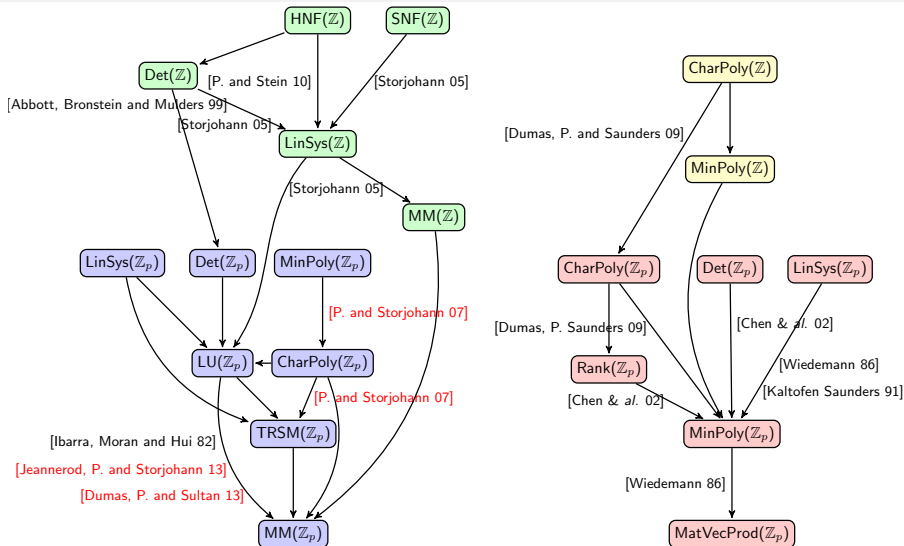 HNF(ℤ)
SNF(ℤ)
Det(ℤ)
[P. and Stein 10]
[Storjohann 05]
[Abbott, Bronstein and Mulders 99]
[Storjohann 05]
LinSys(ℤ)
[Storjohann 05]
MM(ℤ)
LinSys(ℤp)
Det(ℤp)
MinPoly(ℤp)
[P. and Storjohann 07]
LU(ℤp)
CharPoly(ℤp)
[P. and Storjohann 07]
TRSM(ℤp)
[Ibarra, Moran and Hui 82]
[Jeannerod, P. and Storjohann 13]
[Dumas, P. and Sultan 13]
MM(ℤp)
CharPoly(ℤ)
[Dumas, P. and Saunders 09]
MinPoly(ℤ)
CharPoly(ℤp)
Det(ℤp)
LinSys(ℤp)
[Dumas, P. Saunders 09]
[Chen & al. 02]
Rank(ℤp)
[Wiedemann 86]
[Chen & al. 02]
[Kaltofen Saunders 91]
MinPoly(ℤp)
[Wiedemann 86]
MatVecProd(ℤp)